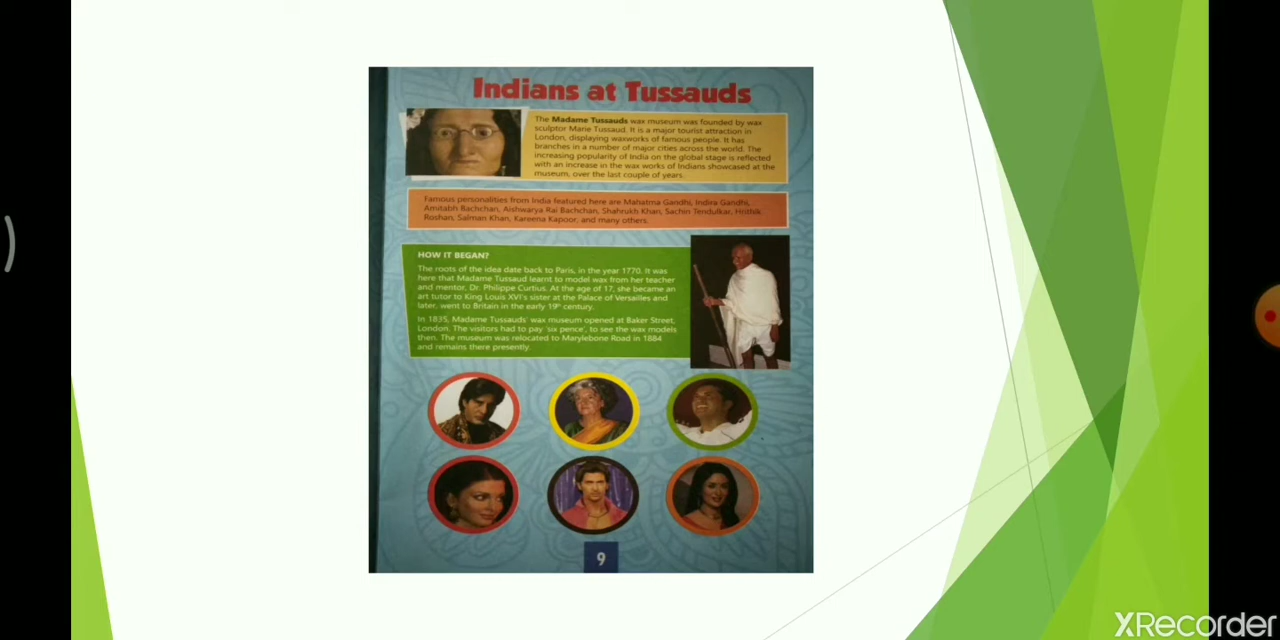 Indians at Tussauds
The Madame Tussauds wax museum was founded by wax
sculptor Marie Tussaud. It is a major tourist attraction in
London, displaying waxworks of famous people. It has
branches in a number of major cities across the world. The
increasing popularity of India on the global stage is reflected
with an increase in the wax works of Indians showcased at the
museum, over the last couple of years.
Famous personalities from India featured here are Mahatma Gandhi, Indira Gandhi,
Amitabh Bachchan, Aishwarya Rai Bachchan, Shahrukh Khan, Sachin Tendulkar, Hrithik
Roshan, Salman Khan, Kareena Kapoor, and many others.
HOW IT BEGAN?
The roots of the idea date back to Paris, in the year 1770. It was
here that Madame Tussaud learnt to model wax from her teacher
and mentor, Dr. Philippe Curtius. At the age of 17, she became an
art tutor to King Louis XVI's sister at the Palace of Versailles and
later, went to Britain in the early 19th century.
In 1835, Madame Tussauds' wax museum opened at Baker Street,
London. The visitors had to pay 'six pence', to see the wax models
then. The museum was relocated to Marylebone Road in 1884
and remains there presently.
9
XRecorder